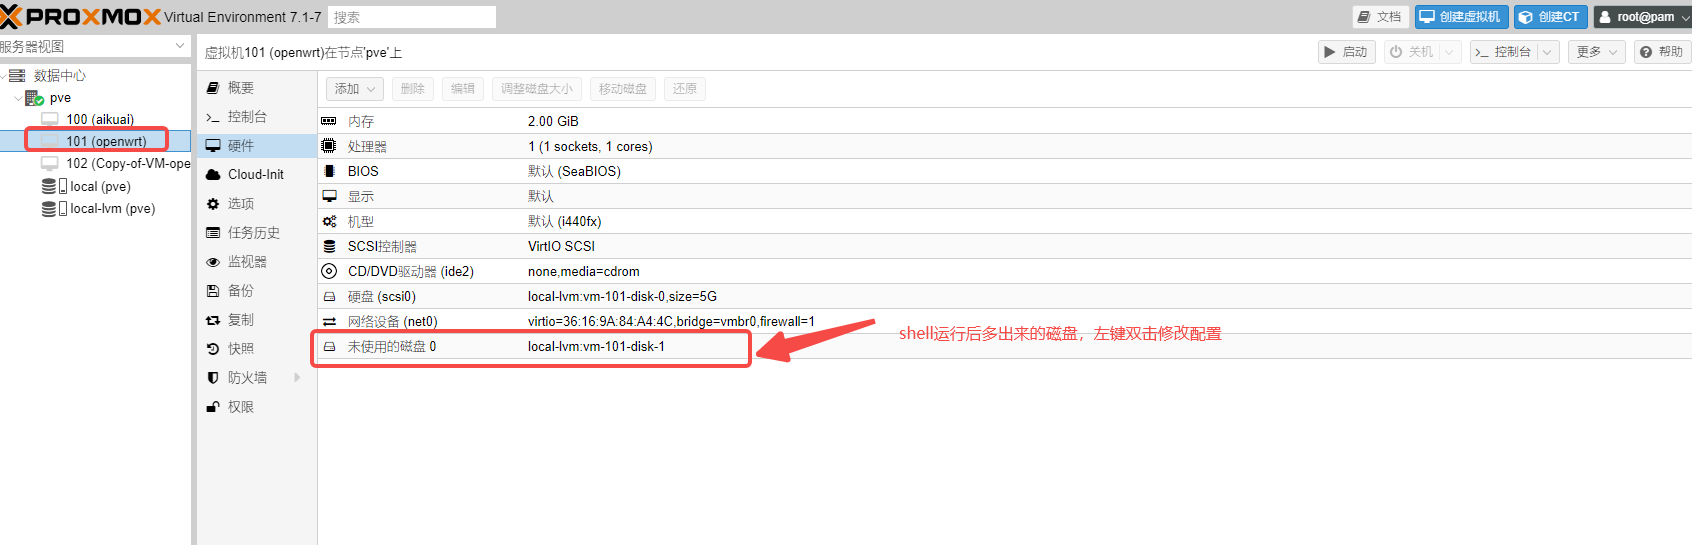 PROXMOX Virtual Environment 7.1-7 搜索 文档 创建虚拟机 创建CT root@pam
服务器视图
数据中心
pve
100 (aikuai)
101 (openwrt)
102 (Copy-of-VM-ope
local (pve)
local-lvm (pve)
虚拟机101 (openwrt)在节点'pve'上 启动 关机 控制台 更多 帮助
概要
控制台
硬件
Cloud-Init
选项
任务历史
监视器
备份
复制
快照
防火墙
权限
添加 删除 编辑 调整磁盘大小 移动磁盘 还原
内存 2.00 GiB
处理器 1 (1 sockets, 1 cores)
BIOS 默认 (SeaBIOS)
显示 默认
机型 默认 (i440fx)
SCSI控制器 VirtIO SCSI
CD/DVD驱动器 (ide2) none,media=cdrom
硬盘 (scsi0) local-lvm:vm-101-disk-0,size=5G
网络设备 (net0) virtio=36:16:9A:84:A4:4C,bridge=vmbr0,firewall=1
未使用的磁盘 0 local-lvm:vm-101-disk-1
shell运行后多出来的磁盘，左键双击修改配置